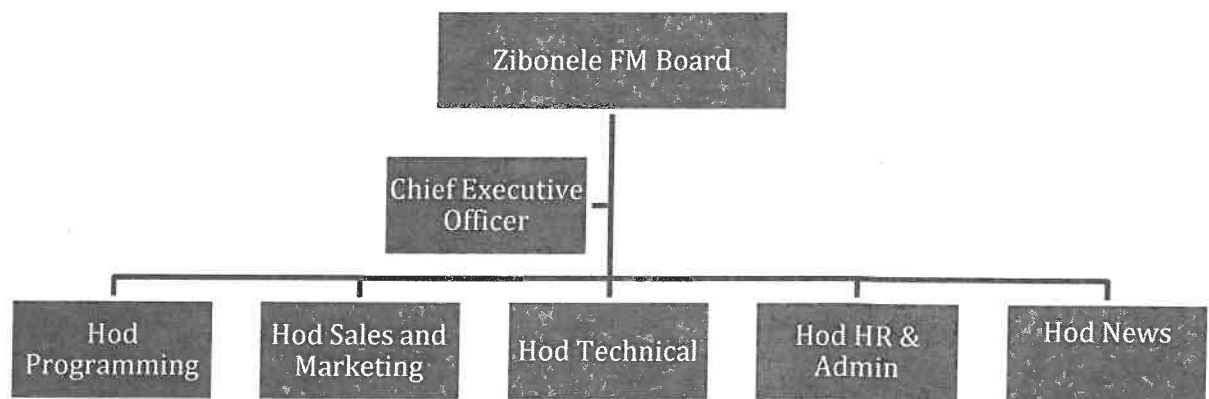 Zibonele FM Board
Chief Executive
Officer
Hod
Programming
Hod Sales and
Marketing
Hod Technical
Hod HR &
Admin
Hod News